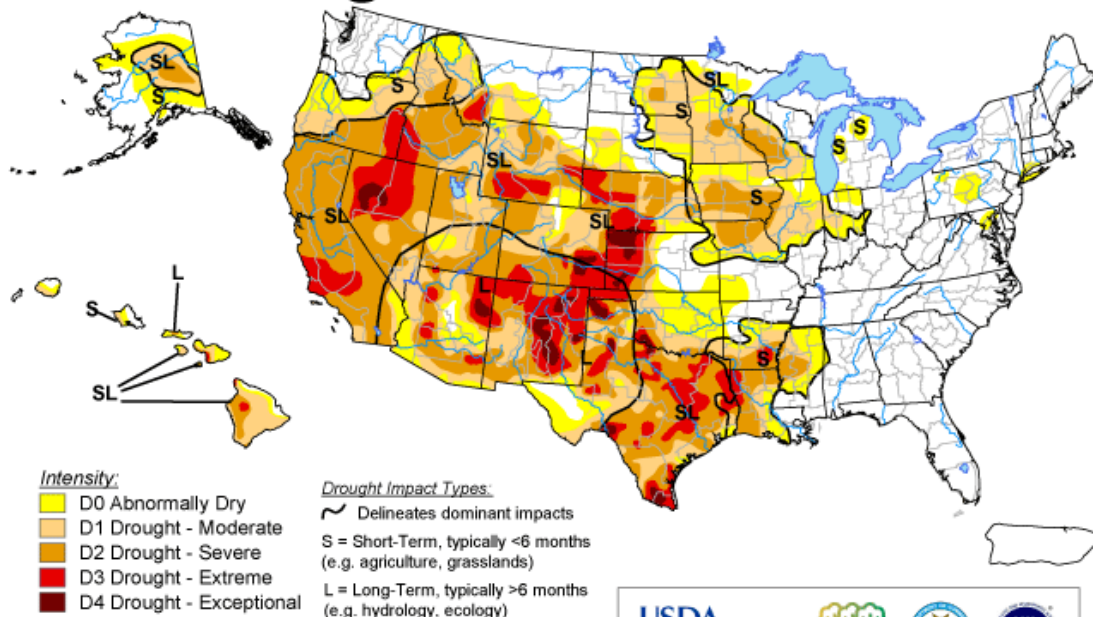 SL
S
S
SL
S
S
S
SL
S
SL
SL
L
L
S
S
SL
SL
L
Intensity:
D0 Abnormally Dry
D1 Drought - Moderate
D2 Drought - Severe
D3 Drought - Extreme
D4 Drought - Exceptional
Drought Impact Types:
Delineates dominant impacts
S = Short-Term, typically <6 months
(e.g. agriculture, grasslands)
L = Long-Term, typically >6 months
(e.g. hydrology, ecology)
USDA